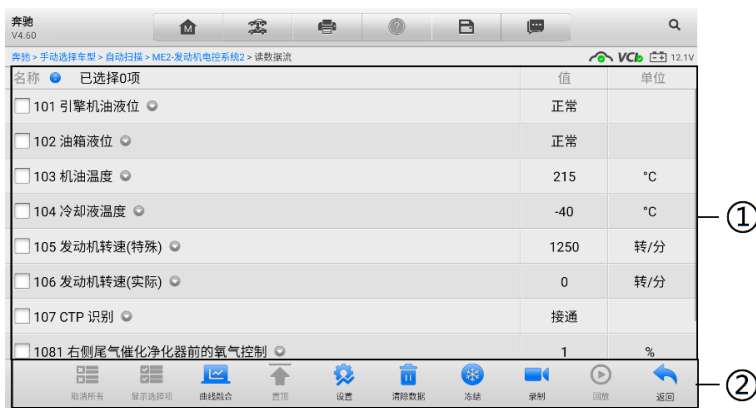 奔驰
V4.60
奔驰 > 手动选择车型 > 自动扫描 > ME2-发动机电控系统2 > 读数据流
VCI 12.1V
名称 已选择0项 值 单位
101 引擎机油液位 正常
102 油箱液位 正常
103 机油温度 215 °C
104 冷却液温度 -40 °C
105 发动机转速(特殊) 1250 转/分
106 发动机转速(实际) 0 转/分
107 CTP 识别 接通
1081 右侧尾气催化净化器前的氧气控制 1 %
取消所有 显示选择项 曲线融合 置顶 设置 清除数据 冻结 录制 回放 返回
①
②